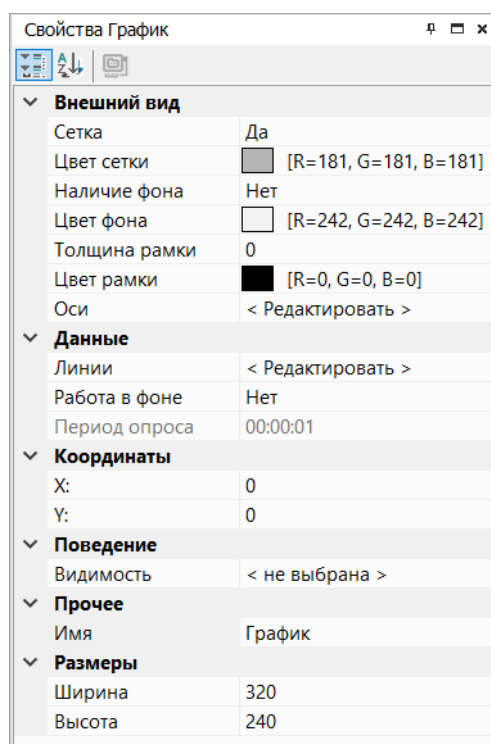 Свойства График
Внешний вид
Сетка Да
Цвет сетки [R=181, G=181, B=181]
Наличие фона Нет
Цвет фона [R=242, G=242, B=242]
Толщина рамки 0
Цвет рамки [R=0, G=0, B=0]
Оси < Редактировать >
Данные
Линии < Редактировать >
Работа в фоне Нет
Период опроса 00:00:01
Координаты
X: 0
Y: 0
Поведение
Видимость < не выбрана >
Прочее
Имя График
Размеры
Ширина 320
Высота 240